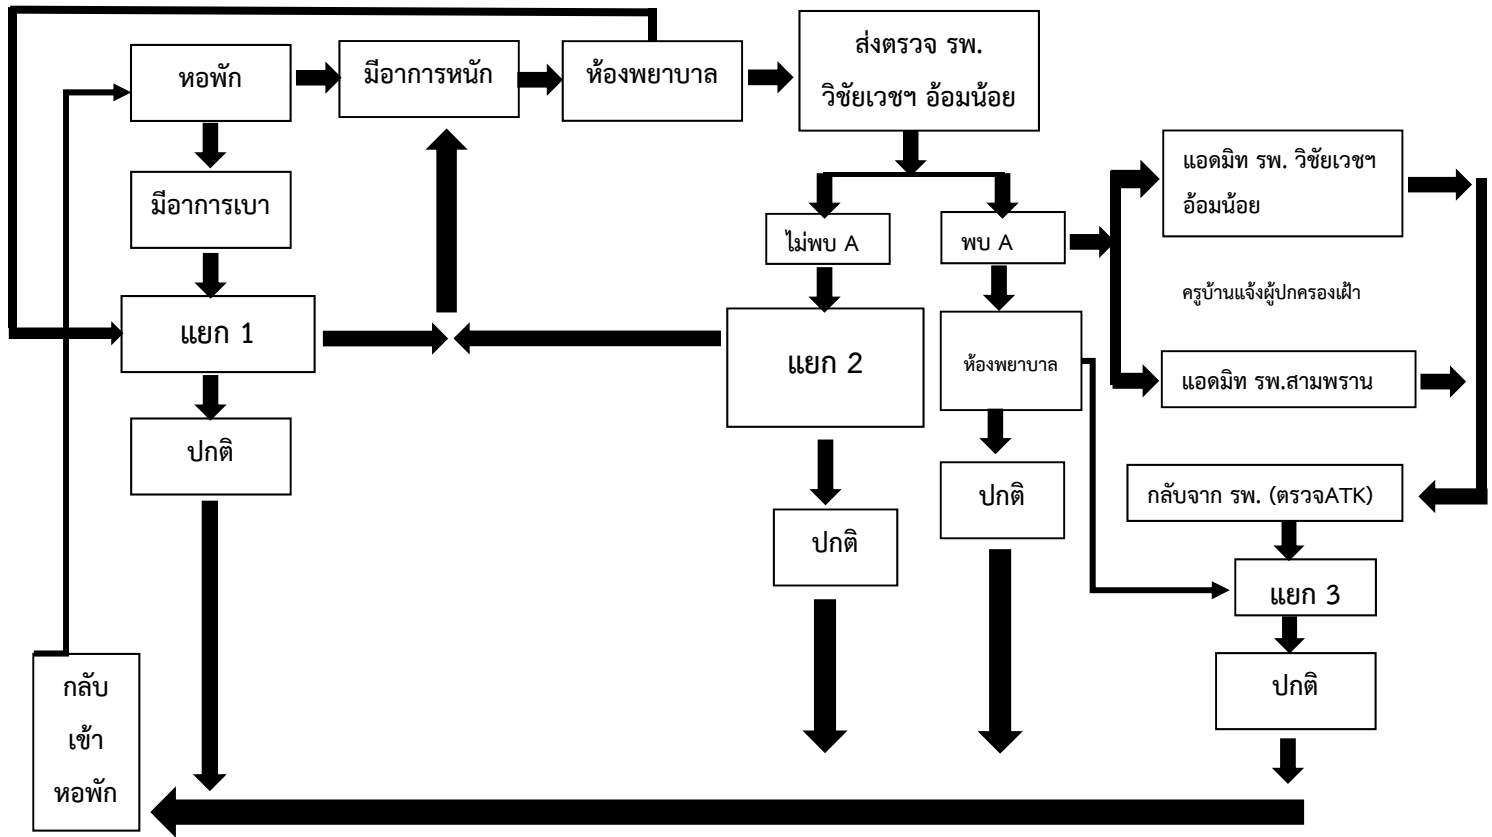 หอพัก
มีอาการหนัก
ห้องพยาบาล
ส่งตรวจ รพ.
วิชัยเวชฯ อ้อมน้อย
มีอาการเบา
แอดมิท รพ. วิชัยเวชฯ
อ้อมน้อย
ไม่พบ A
พบ A
ครูบ้านแจ้งผู้ปกครองเฝ้า
แยก 1
แยก 2
ห้องพยาบาล
แอดมิท รพ.สามพราน
ปกติ
ปกติ
กลับจาก รพ. (ตรวจATK)
ปกติ
แยก 3
ปกติ
กลับ
เข้า
หอพัก